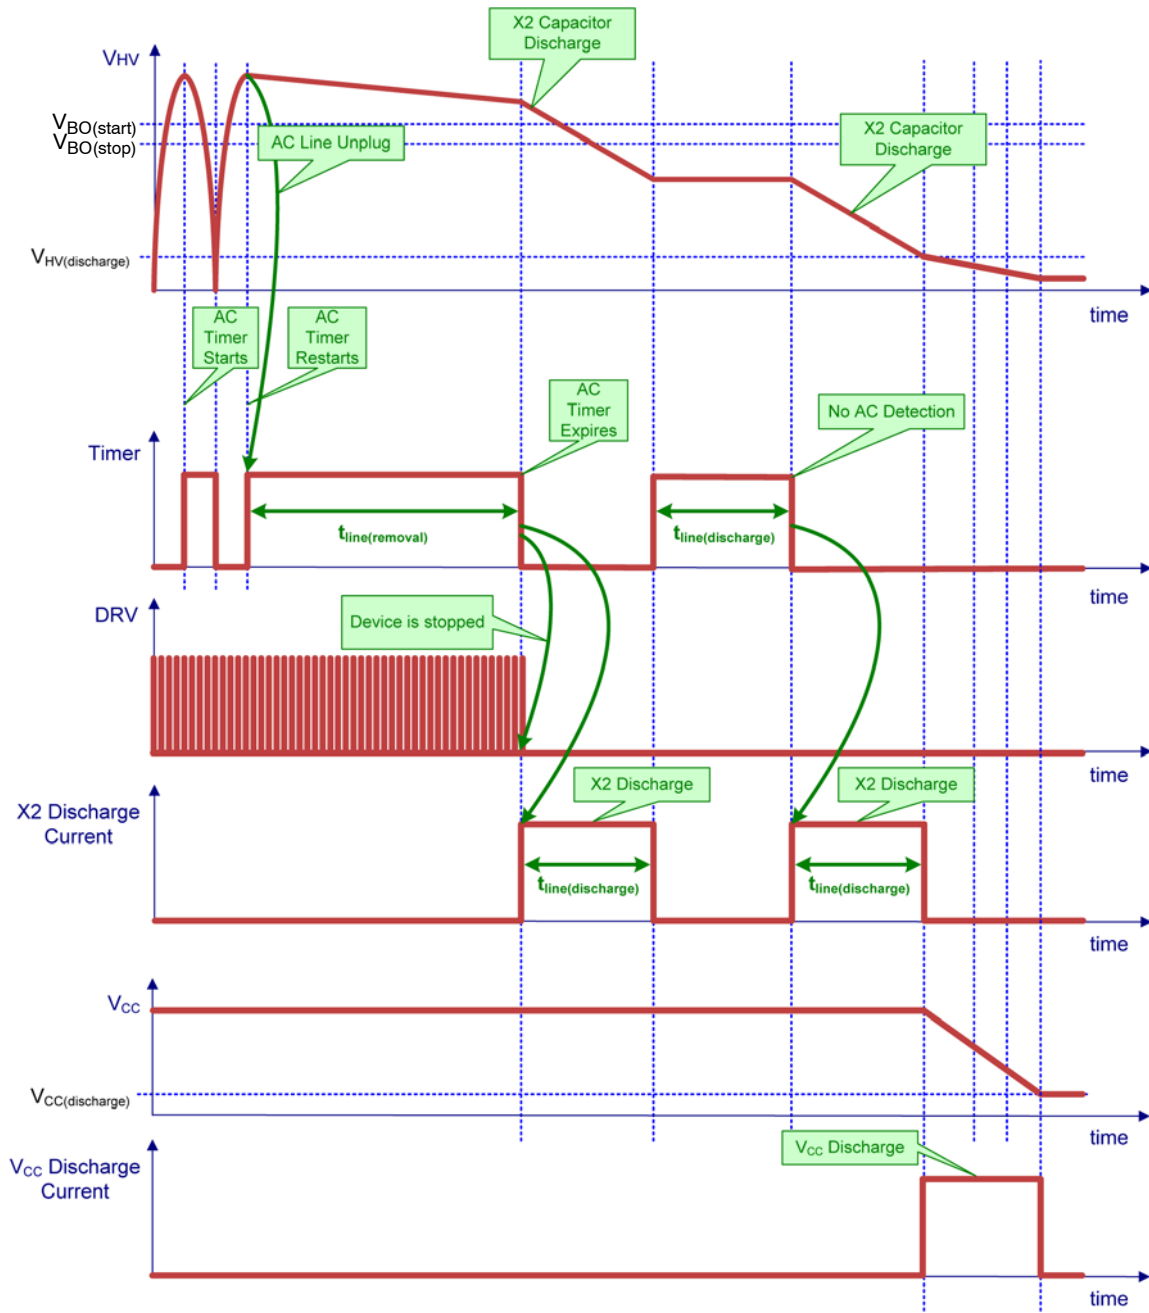 X2 Capacitor
Discharge
VHV
VBO(start)
VBO(stop)
AC Line Unplug
X2 Capacitor
Discharge
VHV(discharge)
time
AC
Timer
Starts
AC
Timer
Restarts
AC
Timer
Expires
No AC Detection
Timer
tline(removal)
tline(discharge)
time
DRV
Device is stopped
time
X2 Discharge
Current
X2 Discharge
X2 Discharge
tline(discharge)
tline(discharge)
time
VCC
VCC(discharge)
time
VCC Discharge
Current
VCC Discharge
time